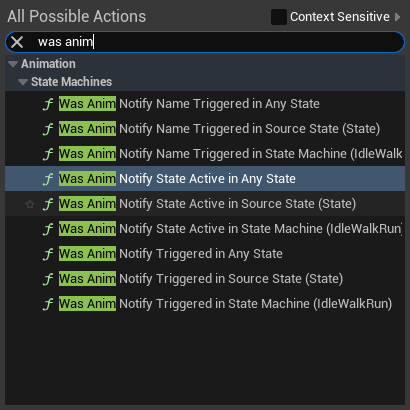 All Possible Actions
Context Sensitive
was anim
Animation
State Machines
Was Anim Notify Name Triggered in Any State
Was Anim Notify Name Triggered in Source State (State)
Was Anim Notify Name Triggered in State Machine (IdleWalk
Was Anim Notify State Active in Any State
Was Anim Notify State Active in Source State (State)
Was Anim Notify State Active in State Machine (IdleWalkRun)
Was Anim Notify Triggered in Any State
Was Anim Notify Triggered in Source State (State)
Was Anim Notify Triggered in State Machine (IdleWalkRun)